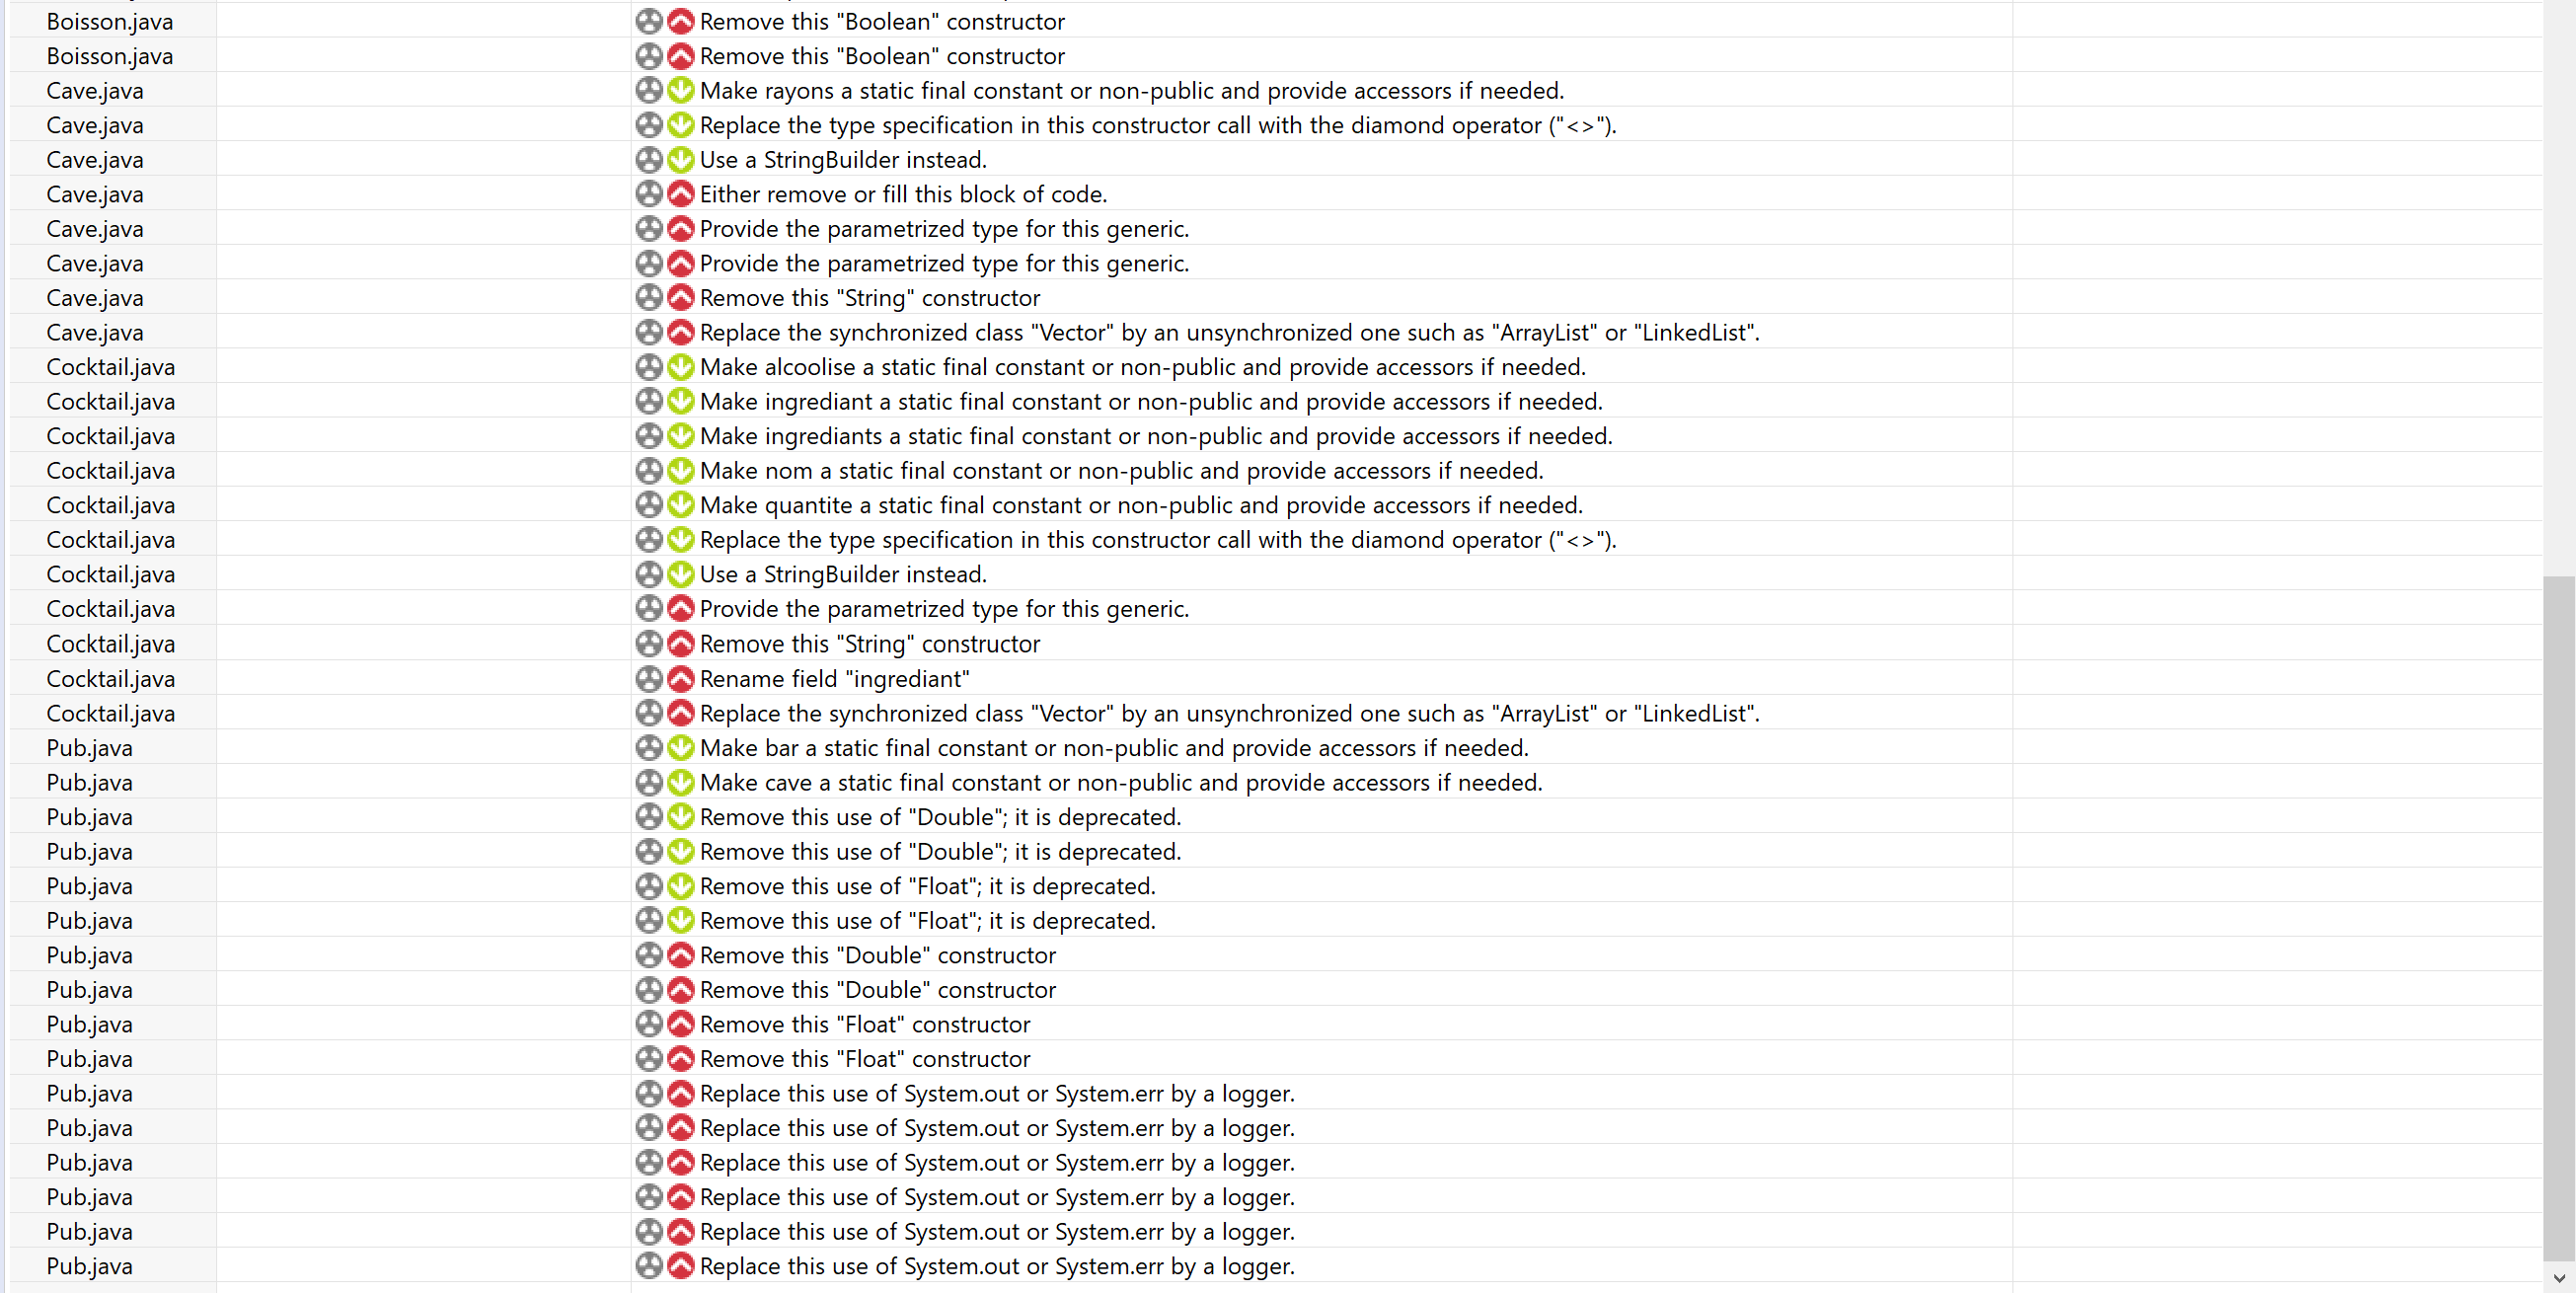 Boisson.java Remove this "Boolean" constructor
Boisson.java Remove this "Boolean" constructor
Cave.java Make rayons a static final constant or non-public and provide accessors if needed.
Cave.java Replace the type specification in this constructor call with the diamond operator ("<>").
Cave.java Use a StringBuilder instead.
Cave.java Either remove or fill this block of code.
Cave.java Provide the parametrized type for this generic.
Cave.java Provide the parametrized type for this generic.
Cave.java Remove this "String" constructor
Cave.java Replace the synchronized class "Vector" by an unsynchronized one such as "ArrayList" or "LinkedList".
Cocktail.java Make alcoolise a static final constant or non-public and provide accessors if needed.
Cocktail.java Make ingrediant a static final constant or non-public and provide accessors if needed.
Cocktail.java Make ingrediants a static final constant or non-public and provide accessors if needed.
Cocktail.java Make nom a static final constant or non-public and provide accessors if needed.
Cocktail.java Make quantite a static final constant or non-public and provide accessors if needed.
Cocktail.java Replace the type specification in this constructor call with the diamond operator ("<>").
Cocktail.java Use a StringBuilder instead.
Cocktail.java Provide the parametrized type for this generic.
Cocktail.java Remove this "String" constructor
Cocktail.java Rename field "ingrediant"
Cocktail.java Replace the synchronized class "Vector" by an unsynchronized one such as "ArrayList" or "LinkedList".
Pub.java Make bar a static final constant or non-public and provide accessors if needed.
Pub.java Make cave a static final constant or non-public and provide accessors if needed.
Pub.java Remove this use of "Double"; it is deprecated.
Pub.java Remove this use of "Double"; it is deprecated.
Pub.java Remove this use of "Float"; it is deprecated.
Pub.java Remove this use of "Float"; it is deprecated.
Pub.java Remove this "Double" constructor
Pub.java Remove this "Double" constructor
Pub.java Remove this "Float" constructor
Pub.java Remove this "Float" constructor
Pub.java Replace this use of System.out or System.err by a logger.
Pub.java Replace this use of System.out or System.err by a logger.
Pub.java Replace this use of System.out or System.err by a logger.
Pub.java Replace this use of System.out or System.err by a logger.
Pub.java Replace this use of System.out or System.err by a logger.
Pub.java Replace this use of System.out or System.err by a logger.